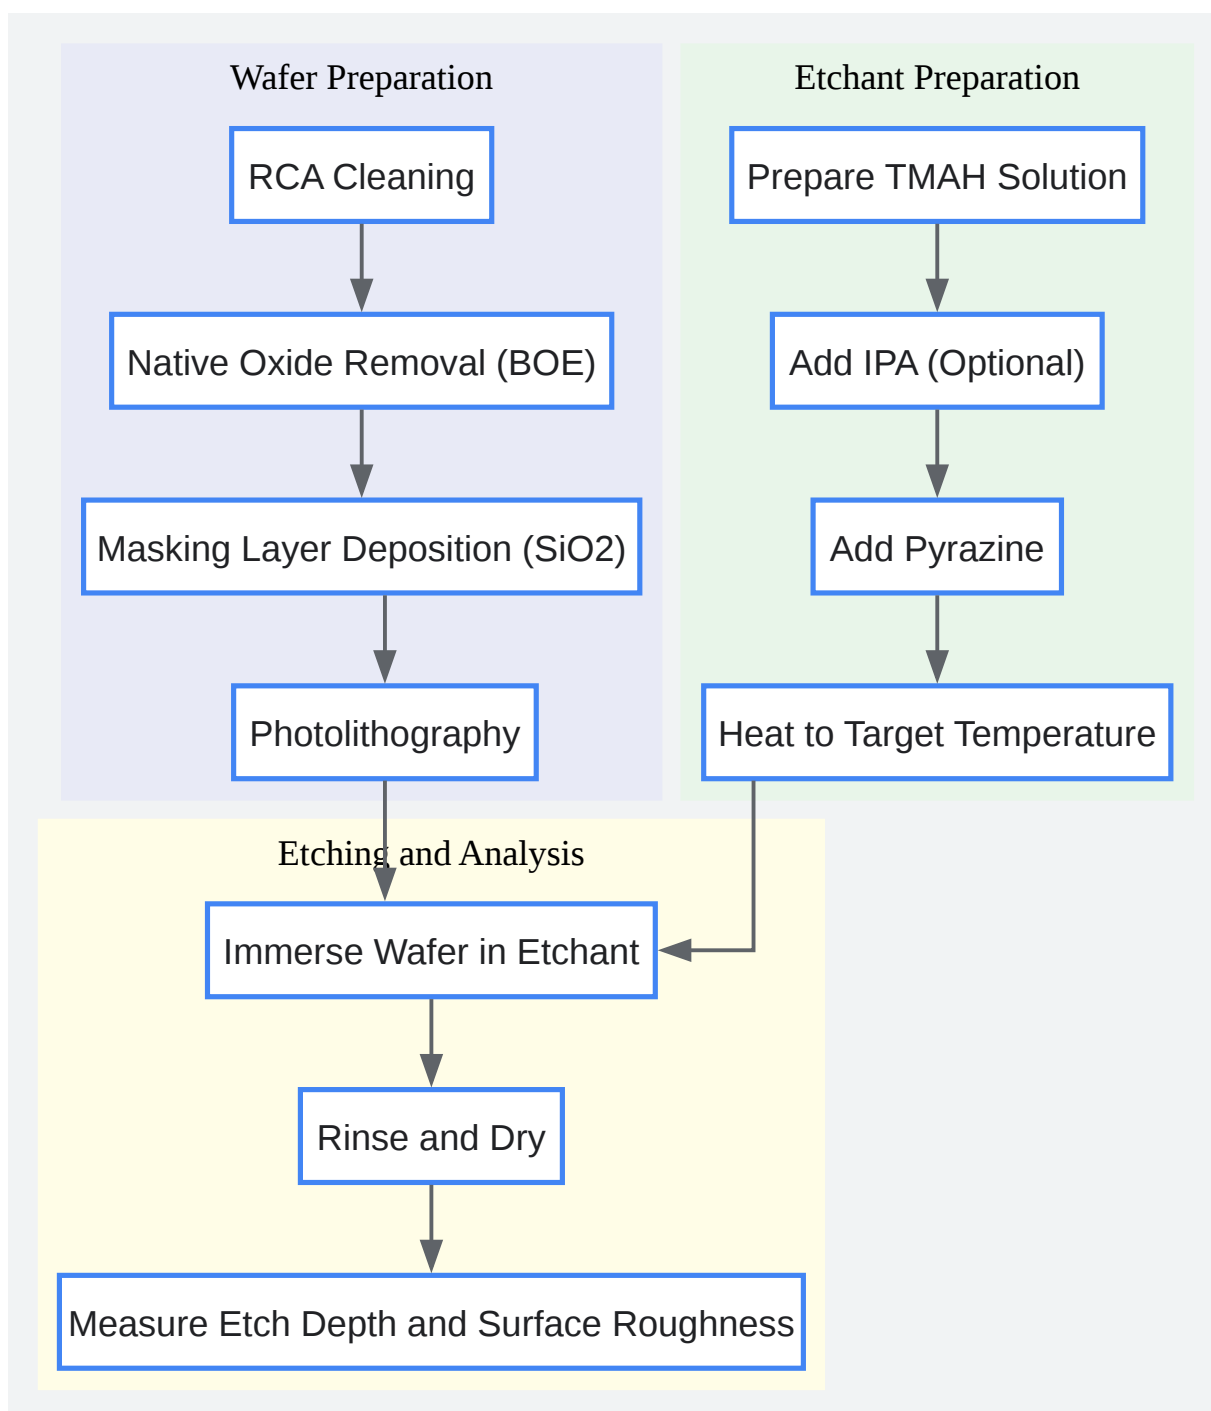 Wafer Preparation
RCA Cleaning
Native Oxide Removal (BOE)
Masking Layer Deposition (SiO2)
Photolithography
Etchant Preparation
Prepare TMAH Solution
Add IPA (Optional)
Add Pyrazine
Heat to Target Temperature
Etching and Analysis
Immerse Wafer in Etchant
Rinse and Dry
Measure Etch Depth and Surface Roughness